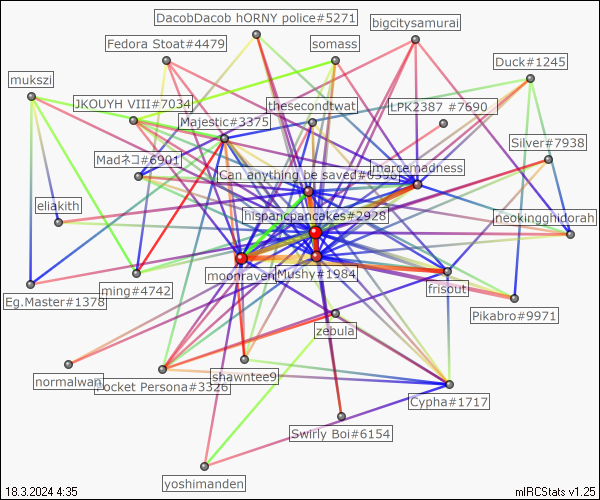 DacobDacob hORNY police#5271
bigcitysamurai
Fedora Stoat#4479
somass
Duck#1245
mukszi
JKOUYH VIII#7034
thesecondtwat
LPK2387 #7690
Majestic#3375
Silver#7938
Madネコ#6901
marcemadness
Can anything be saved
eliakith
hispanicpancakes#2928
neokingghidorah
moonraven
Mushy#1984
ming#4742
frisout
Eg.Master#1378
Pikabro#9971
zebula
normalwan
Pocket Persona#3326
shawntee9
Cypha#1717
Swirly Boi#6154
yoshimanden
18.3.2024 4:35
mIRCStats v1.25